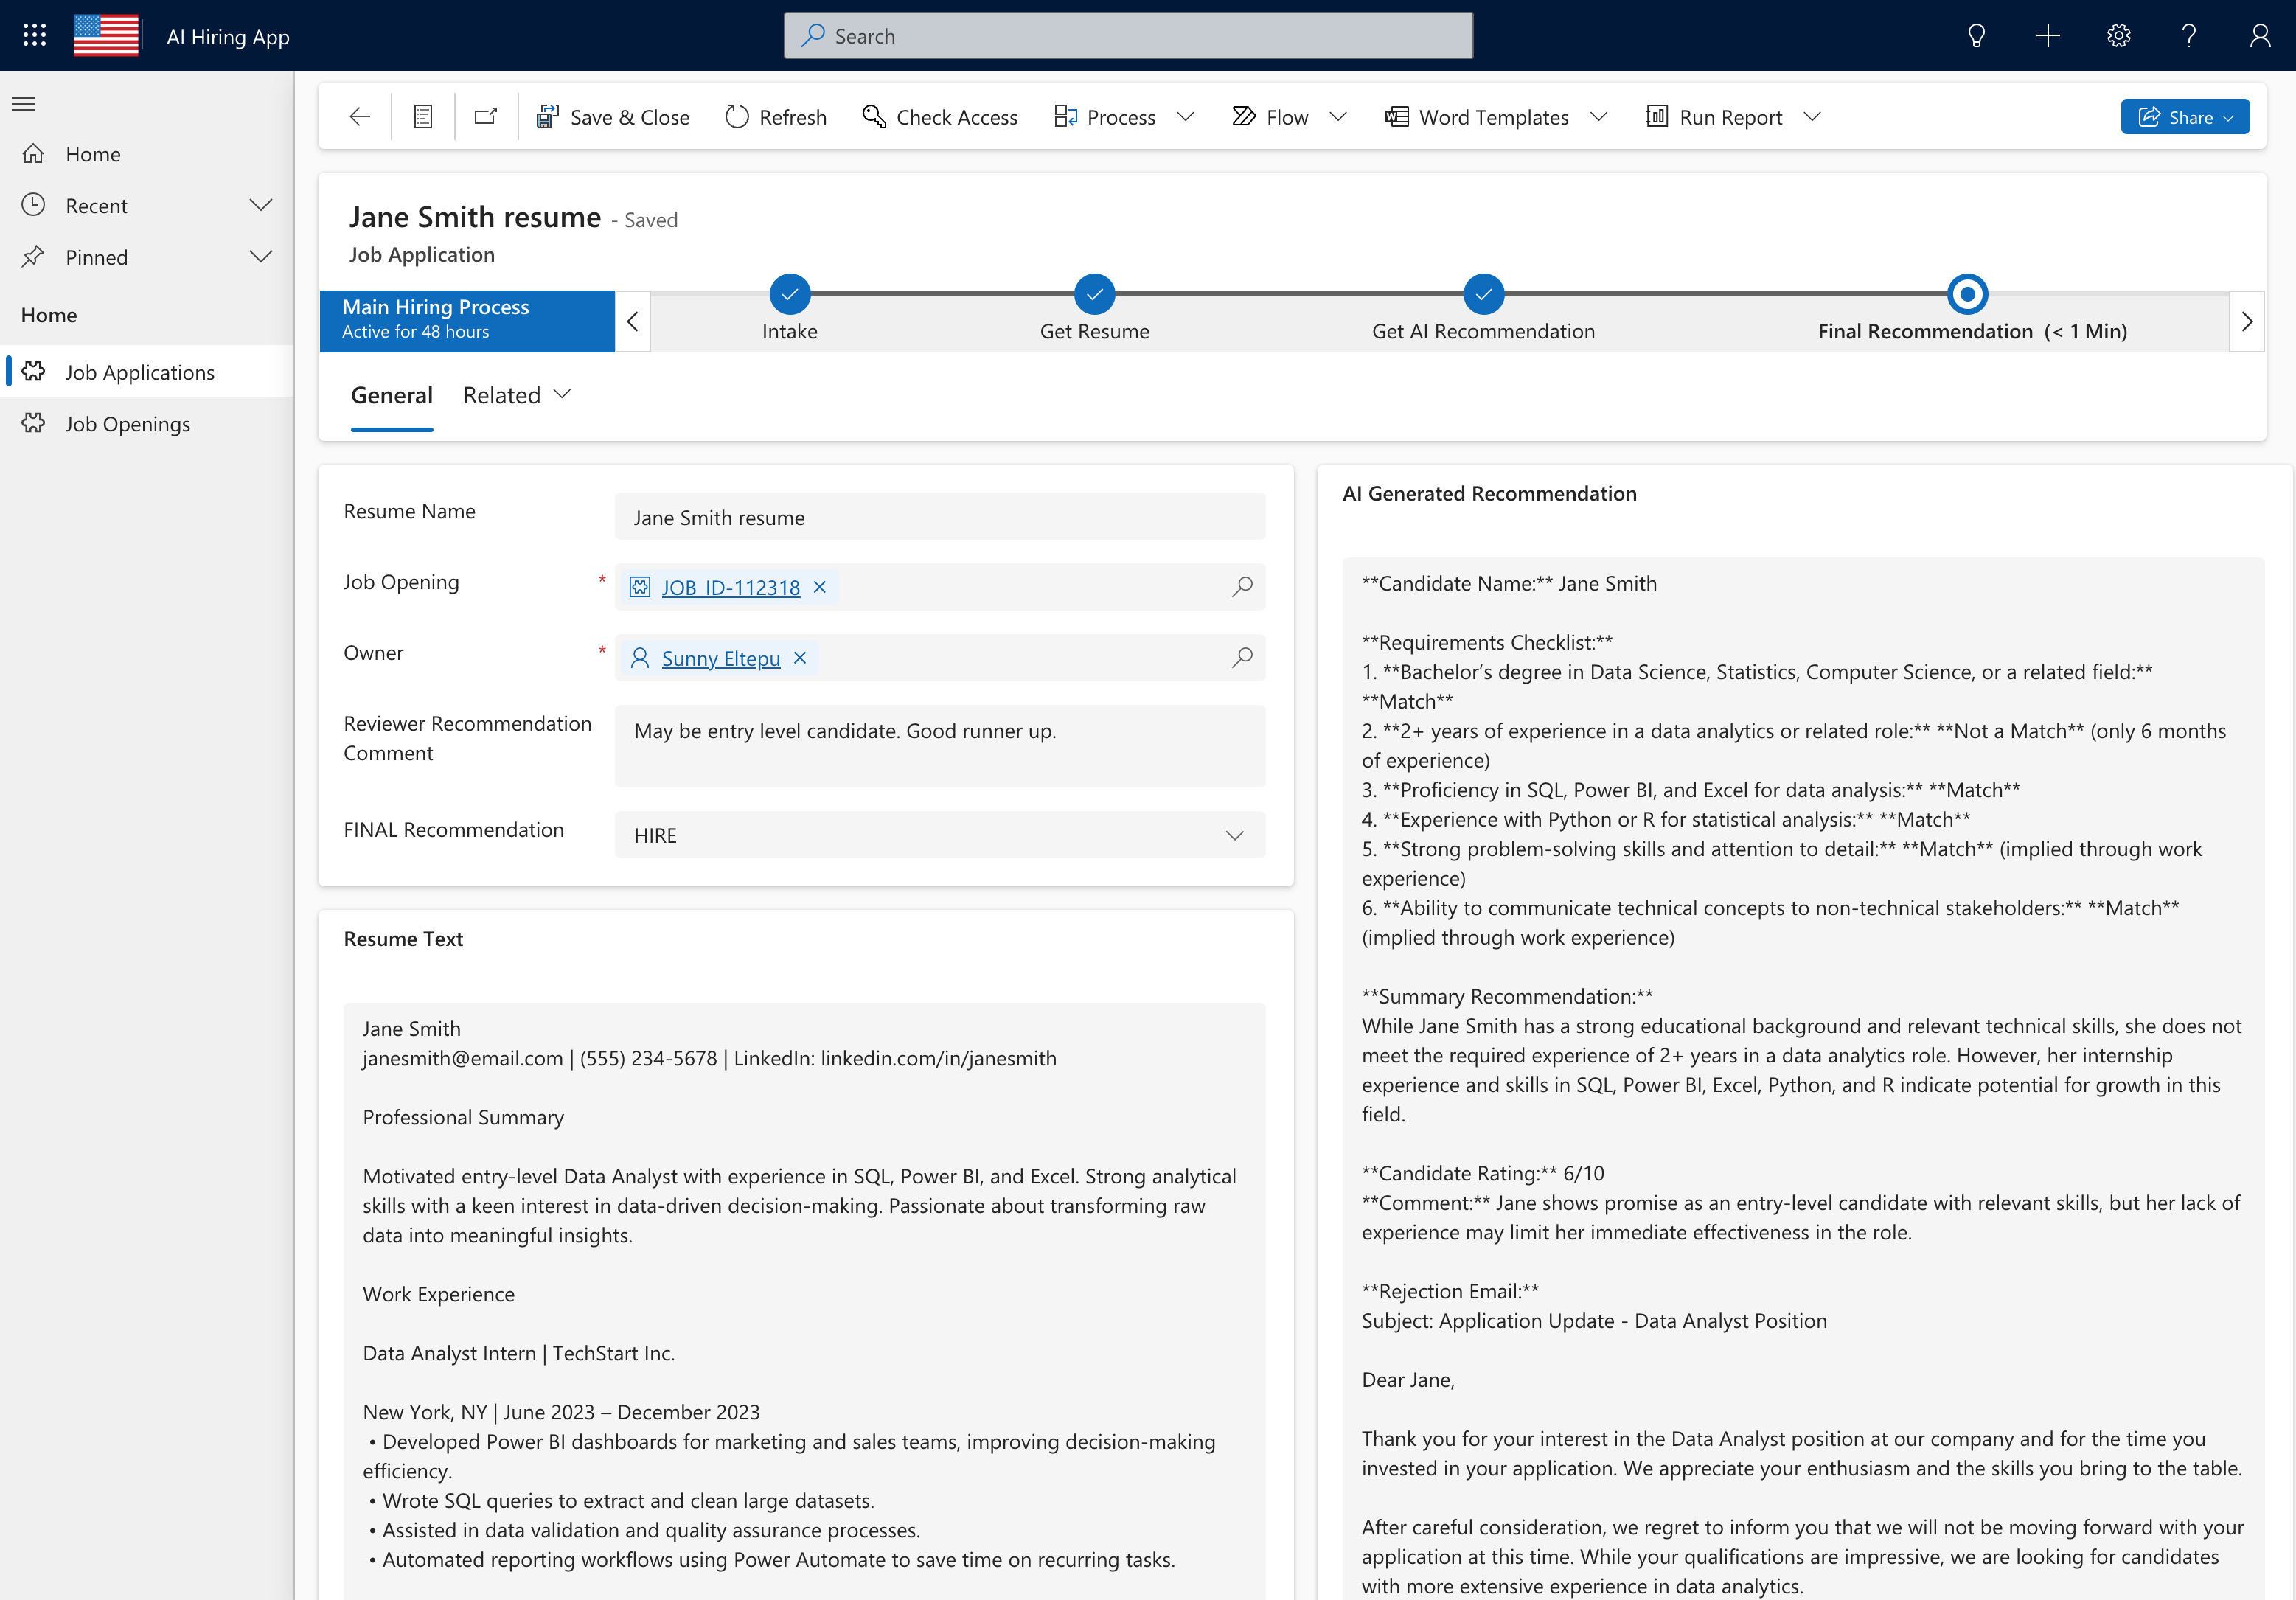 AI Hiring App
Search
Home
Recent
Pinned
Home
Job Applications
Job Openings
Save & Close
Refresh
Check Access
Process
Flow
Word Templates
Run Report
Share
Jane Smith resume - Saved
Job Application
Main Hiring Process
Active for 48 hours
Intake
Get Resume
Get AI Recommendation
Final Recommendation (< 1 Min)
General
Related
Resume Name
Jane Smith resume
Job Opening *
JOB_ID-112318
Owner *
Sunny Eltepu
Reviewer Recommendation
Comment
May be entry level candidate. Good runner up.
FINAL Recommendation
HIRE
Resume Text
Jane Smith
janesmith@email.com | (555) 234-5678 | LinkedIn: linkedin.com/in/janesmith
Professional Summary
Motivated entry-level Data Analyst with experience in SQL, Power BI, and Excel. Strong analytical
skills with a keen interest in data-driven decision-making. Passionate about transforming raw
data into meaningful insights.
Work Experience
Data Analyst Intern | TechStart Inc.
New York, NY | June 2023 – December 2023
• Developed Power BI dashboards for marketing and sales teams, improving decision-making
efficiency.
• Wrote SQL queries to extract and clean large datasets.
• Assisted in data validation and quality assurance processes.
• Automated reporting workflows using Power Automate to save time on recurring tasks.
AI Generated Recommendation
**Candidate Name:** Jane Smith
**Requirements Checklist:**
1. **Bachelor’s degree in Data Science, Statistics, Computer Science, or a related field:**
**Match**
2. **2+ years of experience in a data analytics or related role:** **Not a Match** (only 6 months
of experience)
3. **Proficiency in SQL, Power BI, and Excel for data analysis:** **Match**
4. **Experience with Python or R for statistical analysis:** **Match**
5. **Strong problem-solving skills and attention to detail:** **Match** (implied through work
experience)
6. **Ability to communicate technical concepts to non-technical stakeholders:** **Match**
(implied through work experience)
**Summary Recommendation:**
While Jane Smith has a strong educational background and relevant technical skills, she does not
meet the required experience of 2+ years in a data analytics role. However, her internship
experience and skills in SQL, Power BI, Excel, Python, and R indicate potential for growth in this
field.
**Candidate Rating:** 6/10
**Comment:** Jane shows promise as an entry-level candidate with relevant skills, but her lack of
experience may limit her immediate effectiveness in the role.
**Rejection Email:**
Subject: Application Update - Data Analyst Position
Dear Jane,
Thank you for your interest in the Data Analyst position at our company and for the time you
invested in your application. We appreciate your enthusiasm and the skills you bring to the table.
After careful consideration, we regret to inform you that we will not be moving forward with your
application at this time. While your qualifications are impressive, we are looking for candidates
with more extensive experience in data analytics.